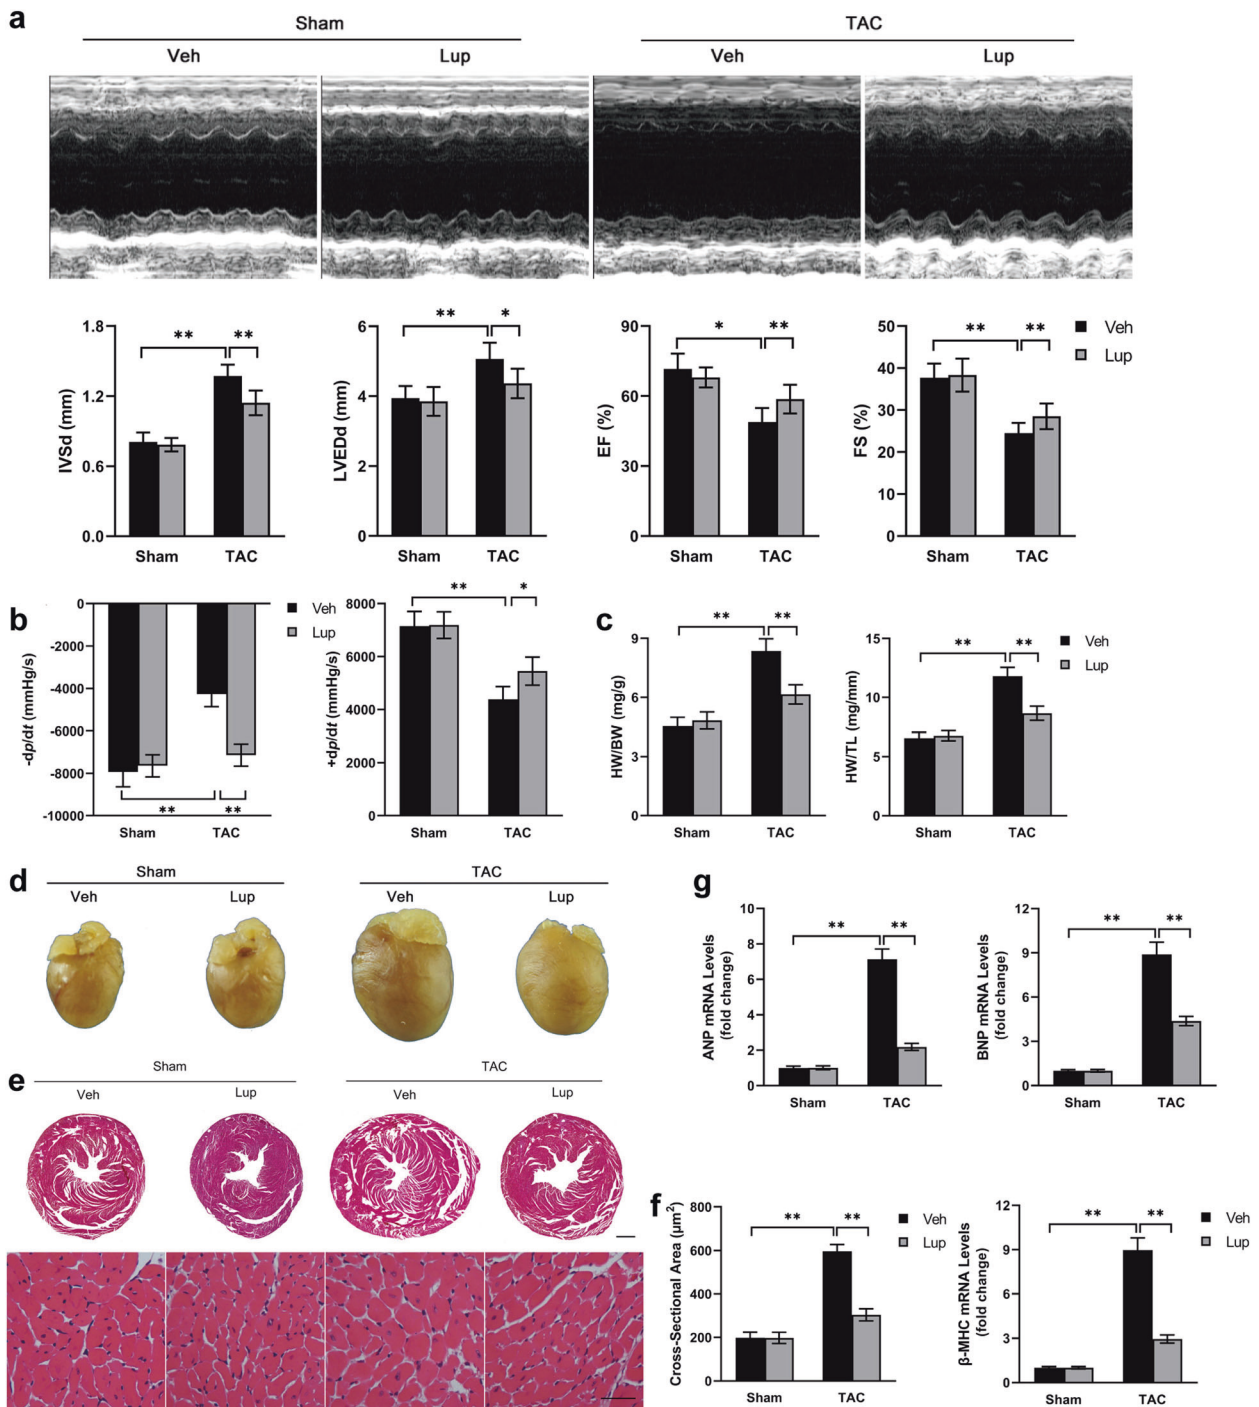 a
Sham
TAC
Veh
Lup
Veh
Lup
1.8
1.2
0.6
0.0
IVSd (mm)
**
**
Sham
TAC
6
4
2
0
LVEDd (mm)
**
*
Sham
TAC
90
60
30
0
EF (%)
*
**
Sham
TAC
50
40
30
20
10
0
FS (%)
**
**
Sham
TAC
Veh
Lup
b
0
-2000
-4000
-6000
-8000
-10000
-dp/dt (mmHg/s)
**
**
Sham
TAC
Veh
Lup
8000
6000
4000
2000
0
+dp/dt (mmHg/s)
**
*
Sham
TAC
c
9
6
3
0
HW/BW (mg/g)
**
**
Sham
TAC
15
10
5
0
HW/TL (mg/mm)
**
**
Sham
TAC
Veh
Lup
d
Sham
TAC
Veh
Lup
Veh
Lup
g
10
8
6
4
2
0
ANP mRNA Levels
(fold change)
**
**
Sham
TAC
12
9
6
3
0
BNP mRNA Levels
(fold change)
**
**
Sham
TAC
e
Sham
TAC
Veh
Lup
Veh
Lup
f
800
600
400
200
0
Cross-Sectional Area (μm²)
**
**
Sham
TAC
Veh
Lup
12
9
6
3
0
β-MHC mRNA Levels
(fold change)
**
**
Sham
TAC
Veh
Lup